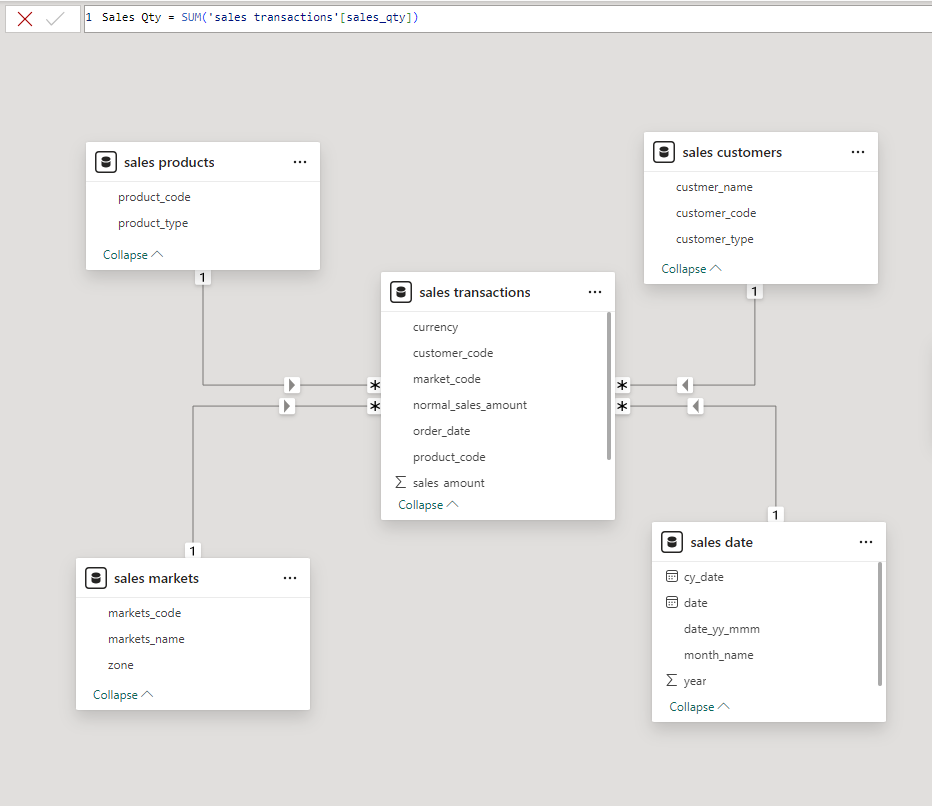 1 Sales Qty = SUM('sales transactions'[sales_qty])
sales products
product_code
product_type
Collapse
1
sales customers
custmer_name
customer_code
customer_type
Collapse
1
sales transactions
currency
customer_code
market_code
normal_sales_amount
order_date
product_code
Σ sales amount
Collapse
*
*
*
*
1
sales markets
markets_code
markets_name
zone
Collapse
1
sales date
cy_date
date
date_yy_mmm
month_name
Σ year
Collapse